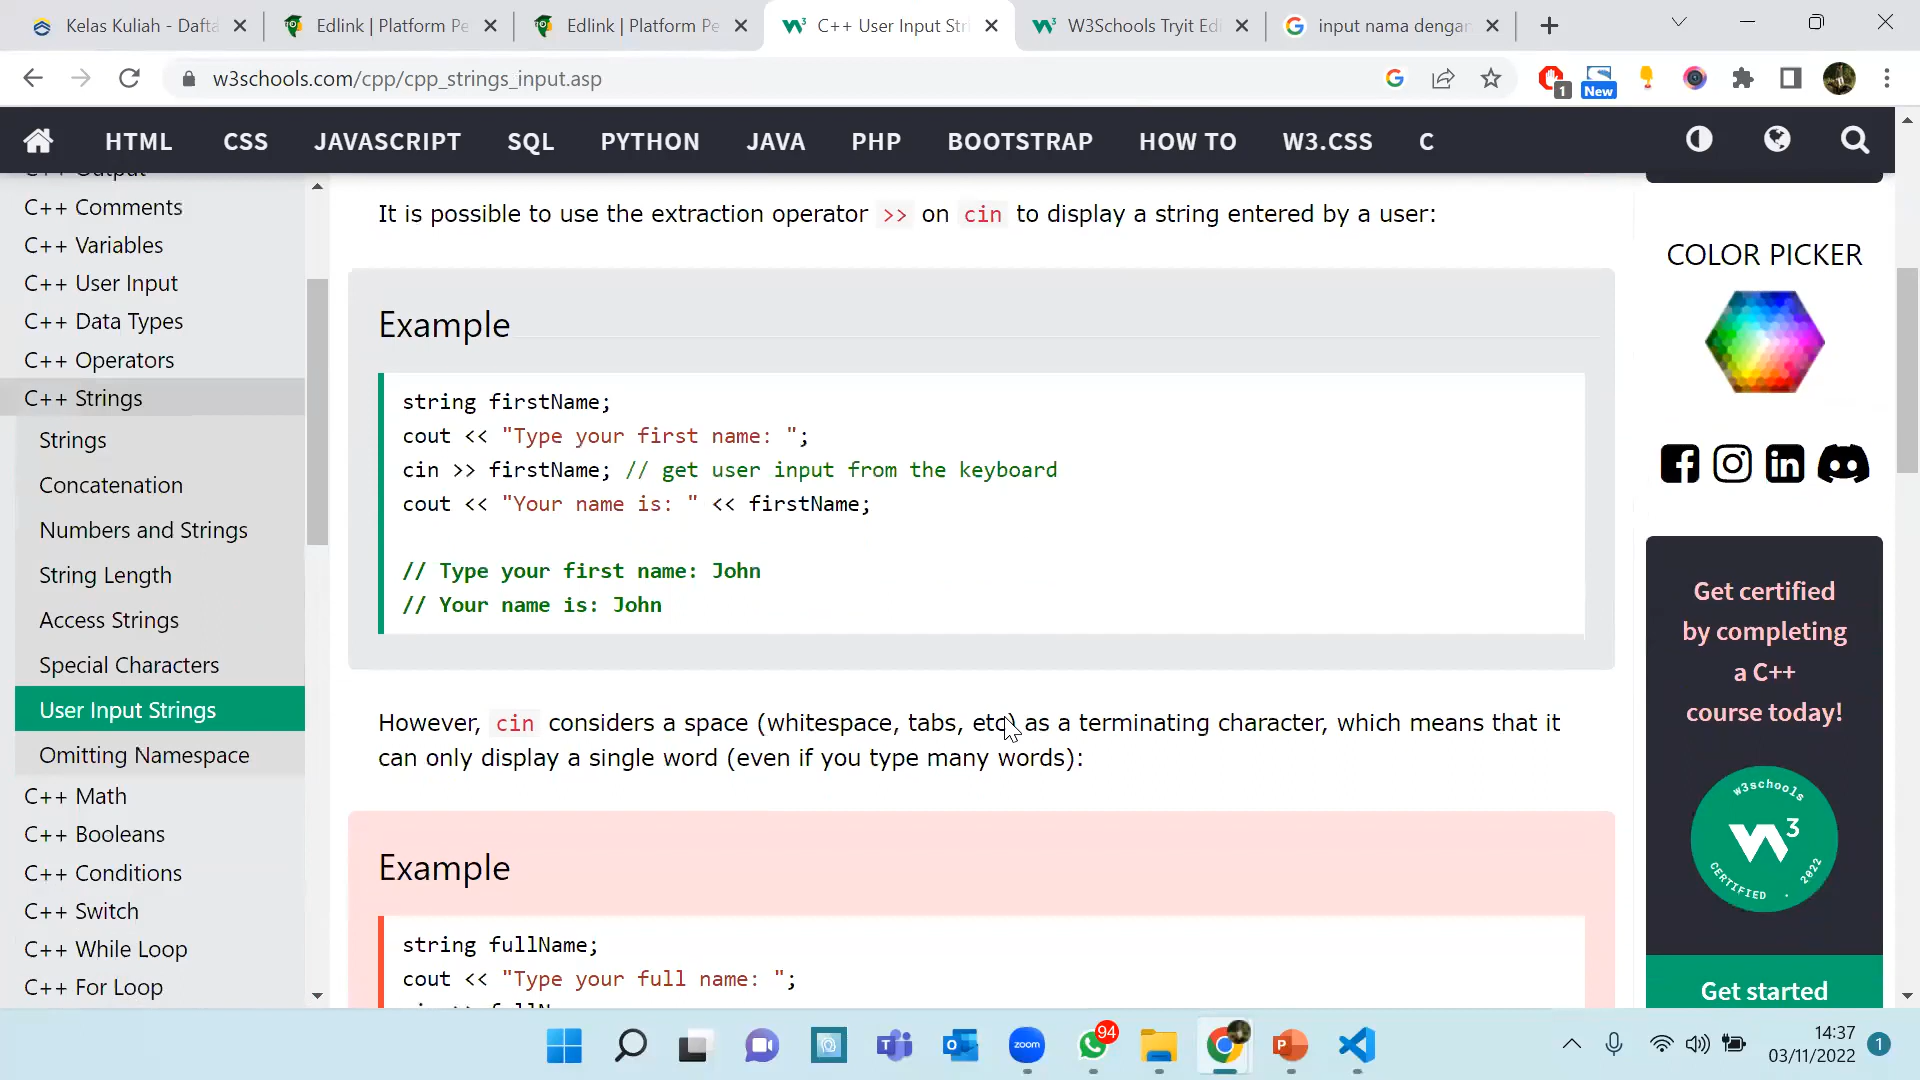 Kelas Kuliah - Dafta
Edlink | Platform Pe
Edlink | Platform Pe
C++ User Input Stri
W3Schools Tryit Edi
input nama dengan
w3schools.com/cpp/cpp_strings_input.asp
1
New
HTML CSS JAVASCRIPT SQL PYTHON JAVA PHP BOOTSTRAP HOW TO W3.CSS C
C++ Output
C++ Comments
C++ Variables
C++ User Input
C++ Data Types
C++ Operators
C++ Strings
Strings
Concatenation
Numbers and Strings
String Length
Access Strings
Special Characters
User Input Strings
Omitting Namespace
C++ Math
C++ Booleans
C++ Conditions
C++ Switch
C++ While Loop
C++ For Loop
It is possible to use the extraction operator >> on cin to display a string entered by a user:
Example
string firstName;
cout << "Type your first name: ";
cin >> firstName; // get user input from the keyboard
cout << "Your name is: " << firstName;
// Type your first name: John
// Your name is: John
However, cin considers a space (whitespace, tabs, etc) as a terminating character, which means that it
can only display a single word (even if you type many words):
Example
string fullName;
cout << "Type your full name: ";
COLOR PICKER
Get certified
by completing
a C++
course today!
w3schools
W3
CERTIFIED . 2022
Get started
zoom
94
14:37
03/11/2022
1